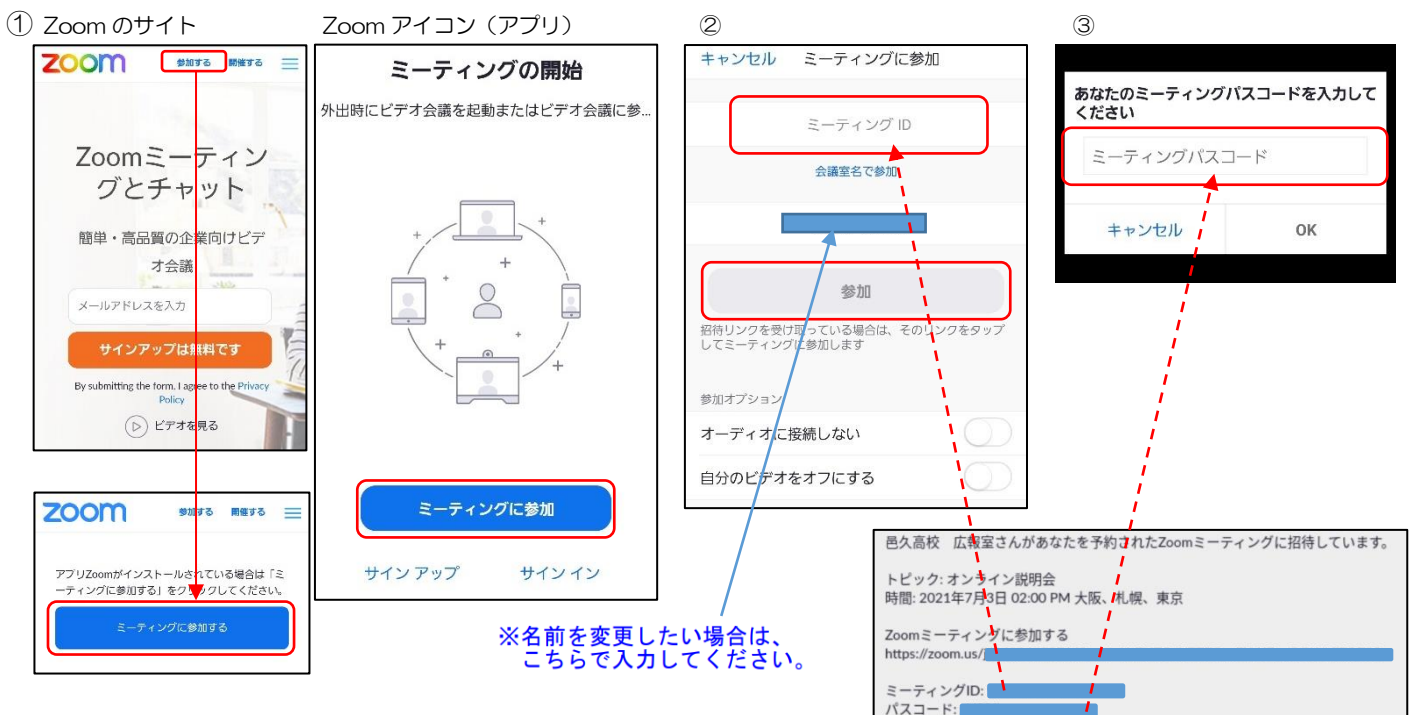 ① Zoom のサイト
zoom
参加する 開催する
Zoomミーティン
グとチャット
簡単・高品質の企業向けビデ
オ会議
メールアドレスを入力
サインアップは無料です
By submitting the form, I agree to the Privacy
Policy
ビデオを見る
zoom
参加する 開催する
アプリZoomがインストールされている場合は「ミ
ーティングに参加する」をクリックしてください。
ミーティングに参加する
Zoom アイコン（アプリ）
ミーティングの開始
外出時にビデオ会議を起動またはビデオ会議に参...
ミーティングに参加
サイン アップ サイン イン
②
キャンセル ミーティングに参加
ミーティング ID
会議室名で参加
参加
招待リンクを受け取っている場合は、そのリンクをタップ
してミーティングに参加します
参加オプション
オーディオに接続しない
自分のビデオをオフにする
※名前を変更したい場合は、
こちらで入力してください。
③
あなたのミーティングパスコードを入力して
ください
ミーティングパスコード
キャンセル OK
邑久高校 広報室さんがあなたを予約されたZoomミーティングに招待しています。
トピック: オンライン説明会
時間: 2021年7月3日 02:00 PM 大阪、札幌、東京
Zoomミーティングに参加する
https://zoom.us/
ミーティングID:
パスコード: